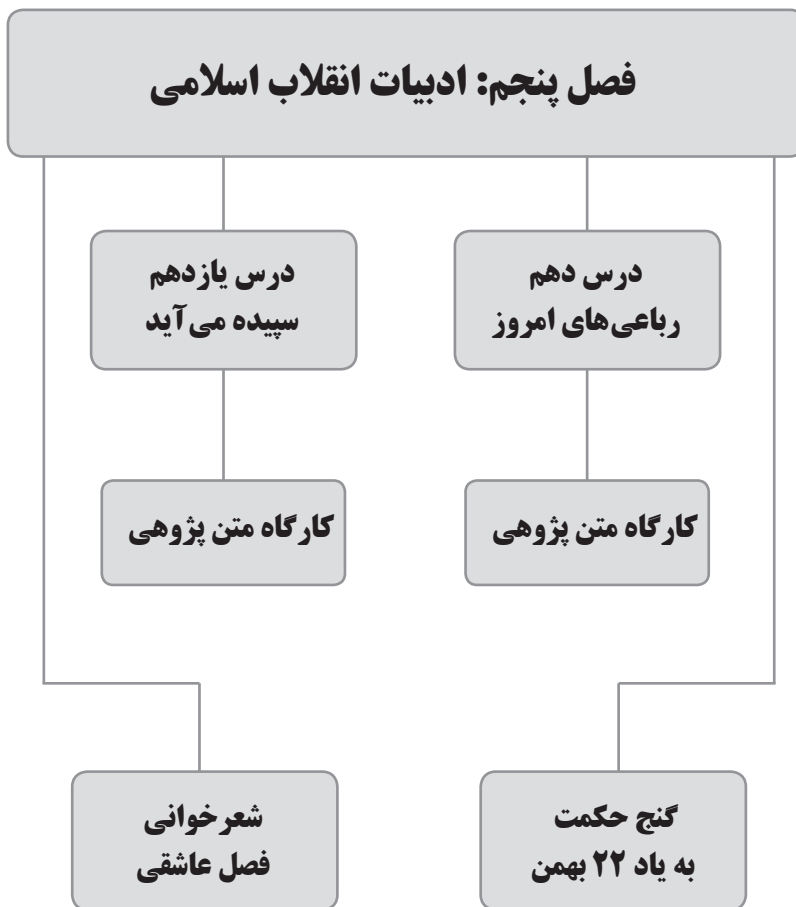 فصل پنجم: ادبیات انقلاب اسلامی
درس دهم
رباعی‌های امروز
درس یازدهم
سپیده می‌آید
کارگاه متن پژوهی
کارگاه متن پژوهی
گنج حکمت
به یاد ۲۲ بهمن
شعرخوانی
فصل عاشقی